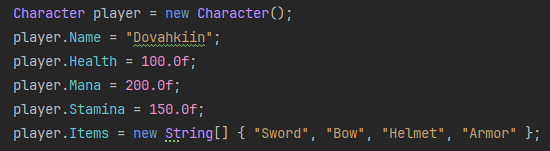 Character player = new Character();
player.Name = "Dovahkiin";
player.Health = 100.0f;
player.Mana = 200.0f;
player.Stamina = 150.0f;
player.Items = new String[] { "Sword", "Bow", "Helmet", "Armor" };